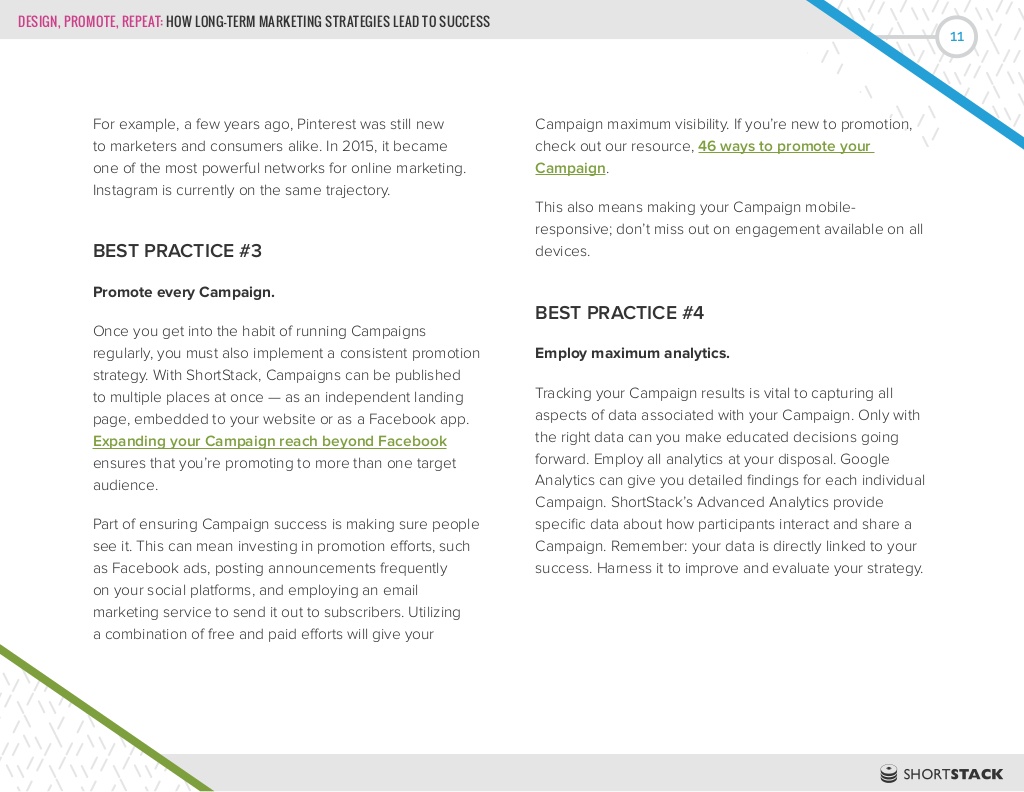 DESIGN, PROMOTE, REPEAT: HOW LONG-TERM MARKETING STRATEGIES LEAD TO SUCCESS
11
For example, a few years ago, Pinterest was still new
to marketers and consumers alike. In 2015, it became
one of the most powerful networks for online marketing.
Instagram is currently on the same trajectory.
BEST PRACTICE #3
Promote every Campaign.
Once you get into the habit of running Campaigns
regularly, you must also implement a consistent promotion
strategy. With ShortStack, Campaigns can be published
to multiple places at once — as an independent landing
page, embedded to your website or as a Facebook app.
Expanding your Campaign reach beyond Facebook
ensures that you're promoting to more than one target
audience.
Part of ensuring Campaign success is making sure people
see it. This can mean investing in promotion efforts, such
as Facebook ads, posting announcements frequently
on your social platforms, and employing an email
marketing service to send it out to subscribers. Utilizing
a combination of free and paid efforts will give your
Campaign maximum visibility. If you're new to promotion,
check out our resource, 46 ways to promote your
Campaign.
This also means making your Campaign mobile-
responsive; don't miss out on engagement available on all
devices.
BEST PRACTICE #4
Employ maximum analytics.
Tracking your Campaign results is vital to capturing all
aspects of data associated with your Campaign. Only with
the right data can you make educated decisions going
forward. Employ all analytics at your disposal. Google
Analytics can give you detailed findings for each individual
Campaign. ShortStack's Advanced Analytics provide
specific data about how participants interact and share a
Campaign. Remember: your data is directly linked to your
success. Harness it to improve and evaluate your strategy.
SHORTSTACK